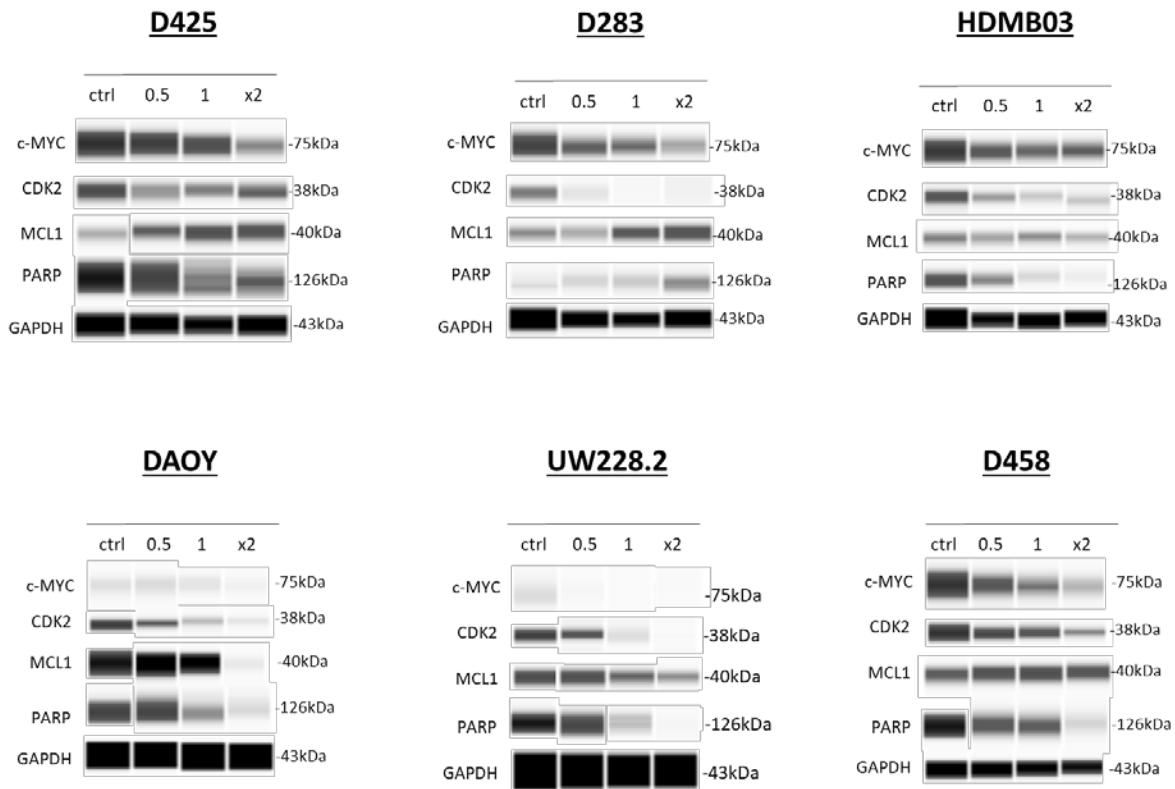 D425
ctrl 0.5 1 x2
c-MYC -75kDa
CDK2 -38kDa
MCL1 -40kDa
PARP -126kDa
GAPDH -43kDa
D283
ctrl 0.5 1 x2
c-MYC -75kDa
CDK2 -38kDa
MCL1 -40kDa
PARP -126kDa
GAPDH -43kDa
HDMB03
ctrl 0.5 1 x2
c-MYC -75kDa
CDK2 -38kDa
MCL1 -40kDa
PARP -126kDa
GAPDH -43kDa
DAOY
ctrl 0.5 1 x2
c-MYC -75kDa
CDK2 -38kDa
MCL1 -40kDa
PARP -126kDa
GAPDH -43kDa
UW228.2
ctrl 0.5 1 x2
c-MYC -75kDa
CDK2 -38kDa
MCL1 -40kDa
PARP -126kDa
GAPDH -43kDa
D458
ctrl 0.5 1 x2
c-MYC -75kDa
CDK2 -38kDa
MCL1 -40kDa
PARP -126kDa
GAPDH -43kDa